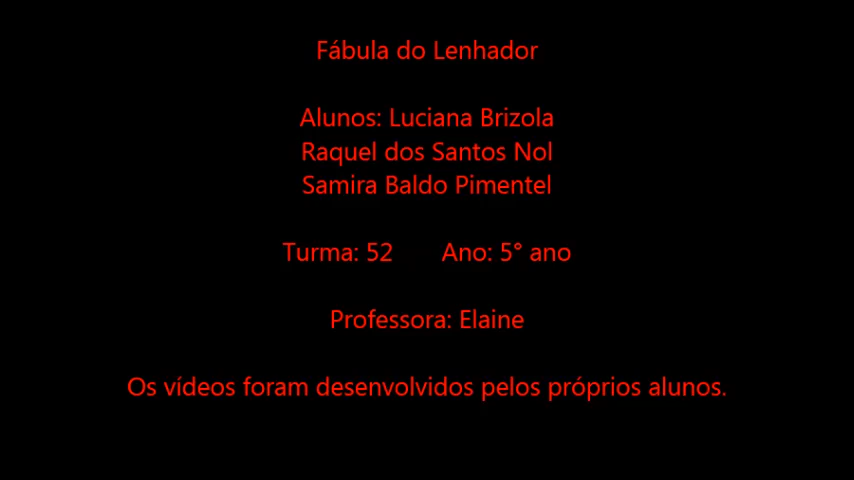 Fábula do Lenhador
Alunos: Luciana Brizola
Raquel dos Santos Nol
Samira Baldo Pimentel
Turma: 52 Ano: 5° ano
Professora: Elaine
Os vídeos foram desenvolvidos pelos próprios alunos.